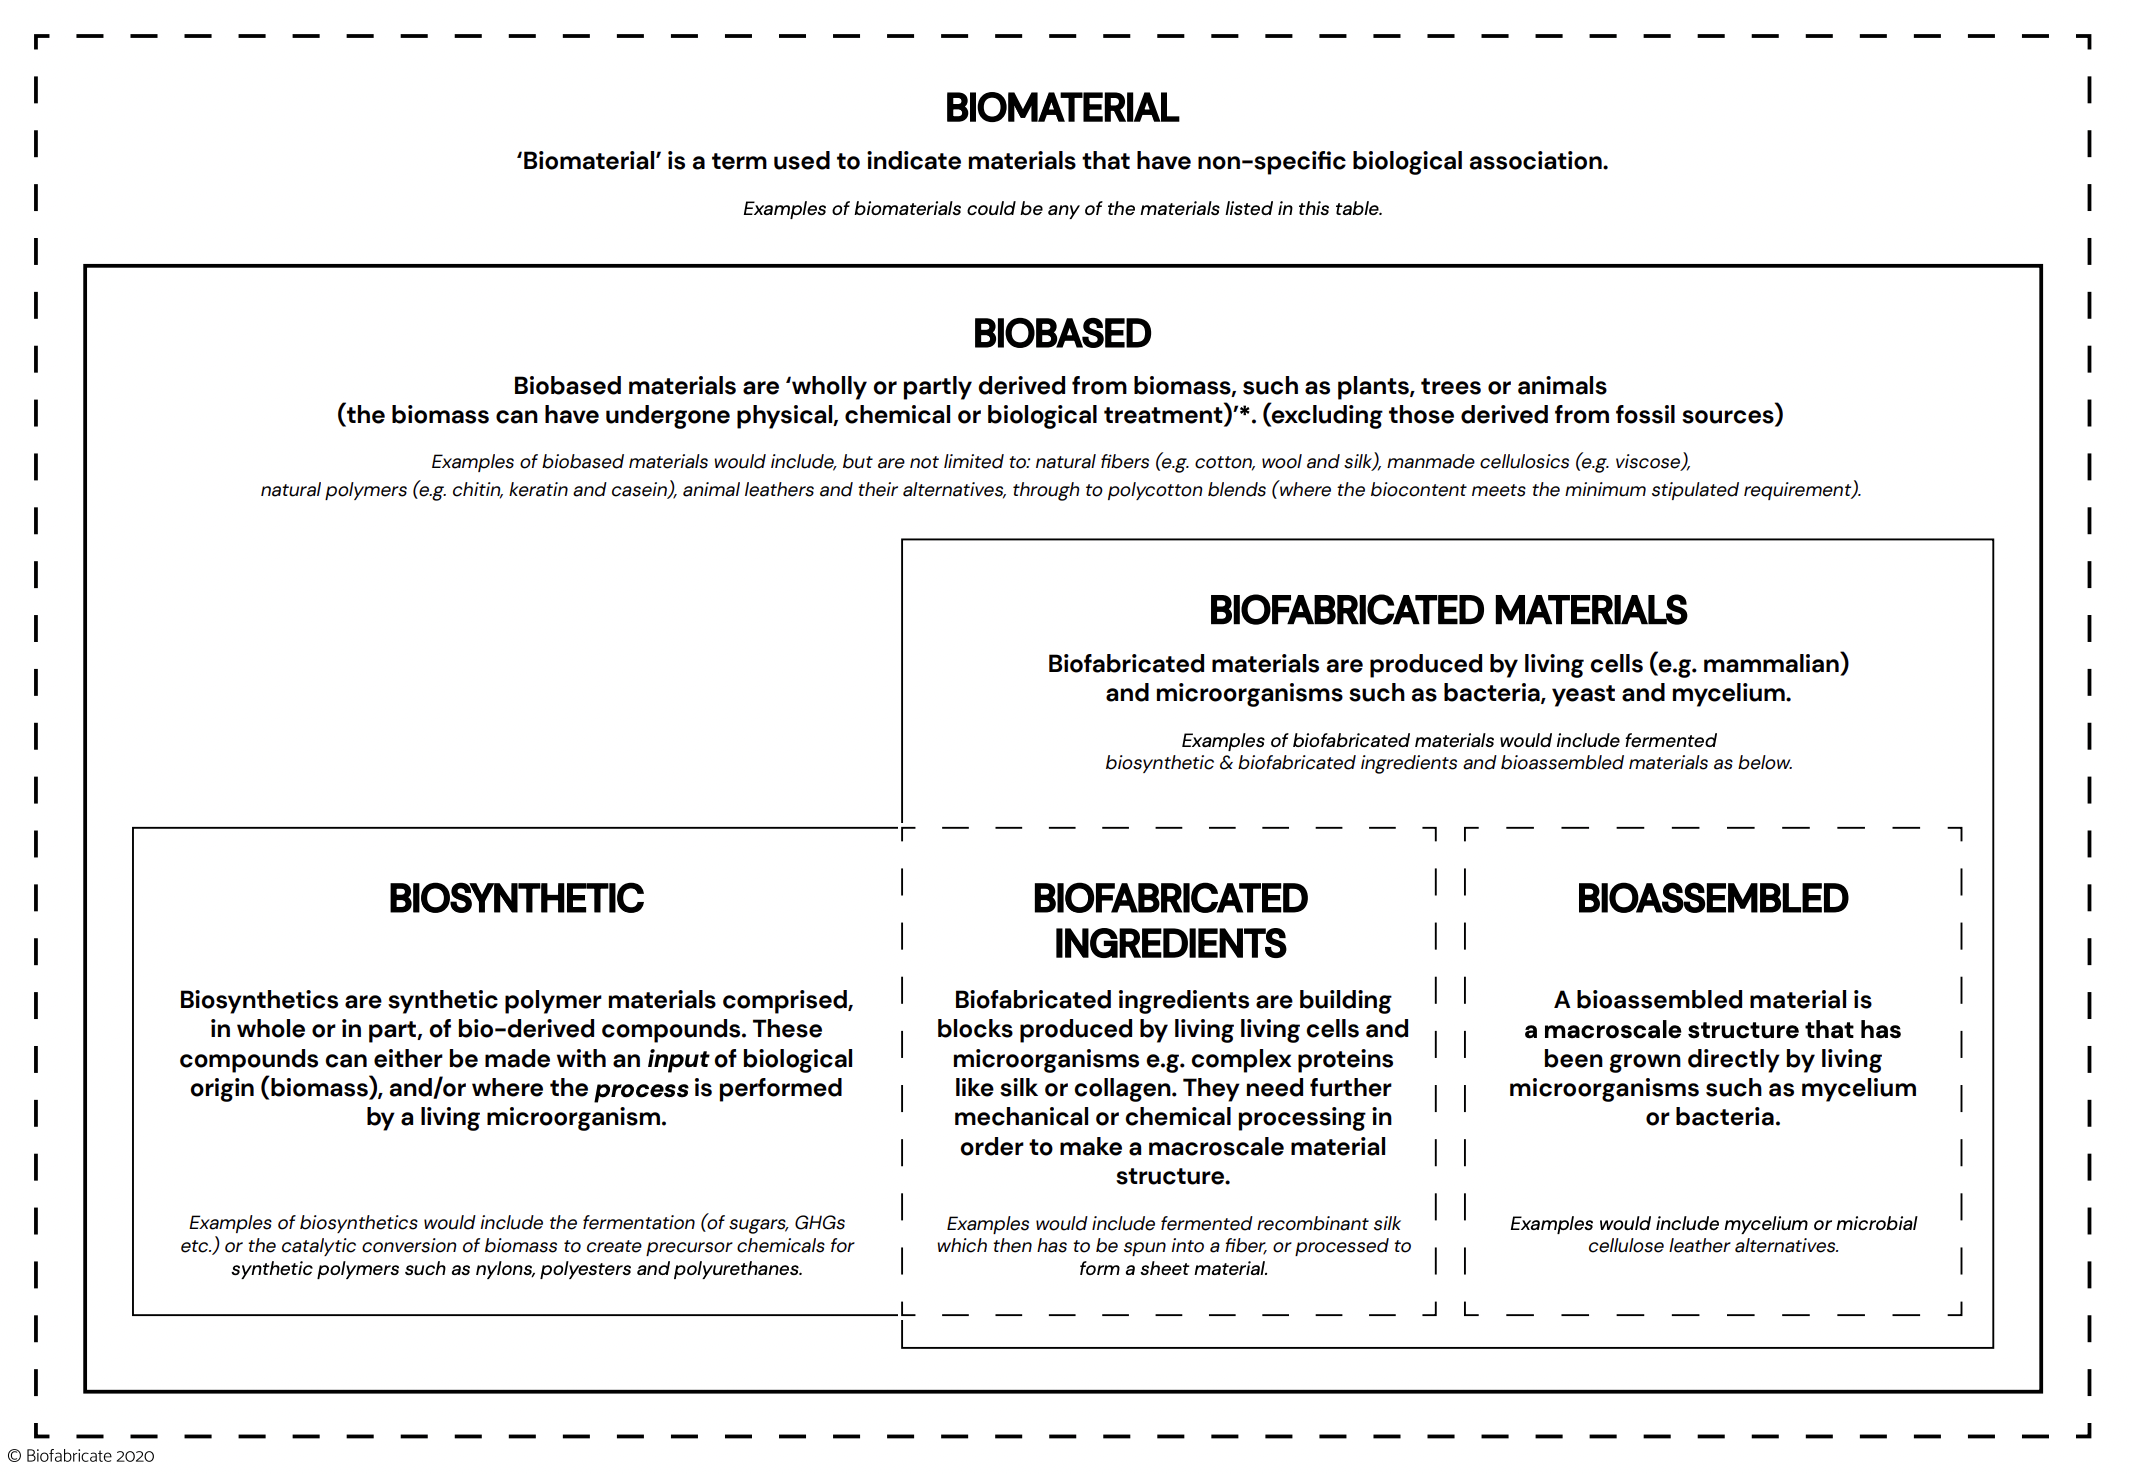 BIOMATERIAL
‘Biomaterial’ is a term used to indicate materials that have non-specific biological association.
Examples of biomaterials could be any of the materials listed in this table.
BIOBASED
Biobased materials are ‘wholly or partly derived from biomass, such as plants, trees or animals
(the biomass can have undergone physical, chemical or biological treatment)’*. (excluding those derived from fossil sources)
Examples of biobased materials would include, but are not limited to: natural fibers (e.g. cotton, wool and silk), manmade cellulosics (e.g. viscose),
natural polymers (e.g. chitin, keratin and casein), animal leathers and their alternatives, through to polycotton blends (where the biocontent meets the minimum stipulated requirement).
BIOFABRICATED MATERIALS
Biofabricated materials are produced by living cells (e.g. mammalian)
and microorganisms such as bacteria, yeast and mycelium.
Examples of biofabricated materials would include fermented
biosynthetic & biofabricated ingredients and bioassembled materials as below.
BIOSYNTHETIC
Biosynthetics are synthetic polymer materials comprised,
in whole or in part, of bio-derived compounds. These
compounds can either be made with an input of biological
origin (biomass), and/or where the process is performed
by a living microorganism.
Examples of biosynthetics would include the fermentation (of sugars, GHGs
etc.) or the catalytic conversion of biomass to create precursor chemicals for
synthetic polymers such as nylons, polyesters and polyurethanes.
BIOFABRICATED
INGREDIENTS
Biofabricated ingredients are building
blocks produced by living living cells and
microorganisms e.g. complex proteins
like silk or collagen. They need further
mechanical or chemical processing in
order to make a macroscale material
structure.
Examples would include fermented recombinant silk
which then has to be spun into a fiber, or processed to
form a sheet material.
BIOASSEMBLED
A bioassembled material is
a macroscale structure that has
been grown directly by living
microorganisms such as mycelium
or bacteria.
Examples would include mycelium or microbial
cellulose leather alternatives.
© Biofabricate 2020